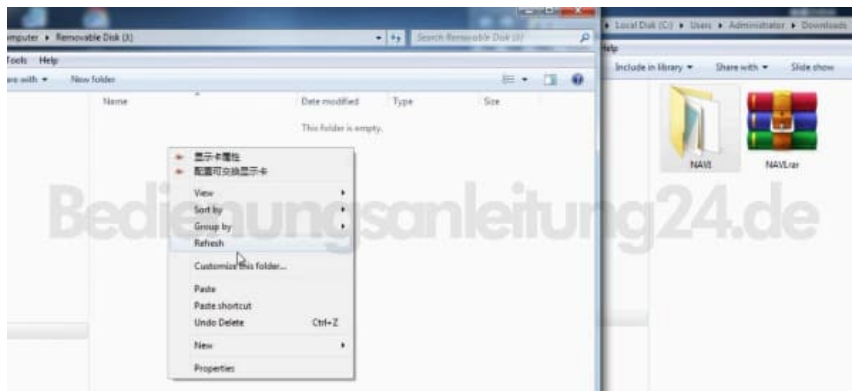 Removable Disk (J:)
Search Removable Disk (J:)
Local Disk (C:) Users Administrator Downloads
Tools Help
Help
New folder
Include in library Share with Slide show
Name Date modified Type Size
This folder is empty.
显示卡属性
配置可交换显示卡
View
Sort by
Group by
Refresh
Customize this folder...
Paste
Paste shortcut
Undo Delete Ctrl+Z
New
Properties
NAVI NAVI.rar
Bedienungsanleitung24.de